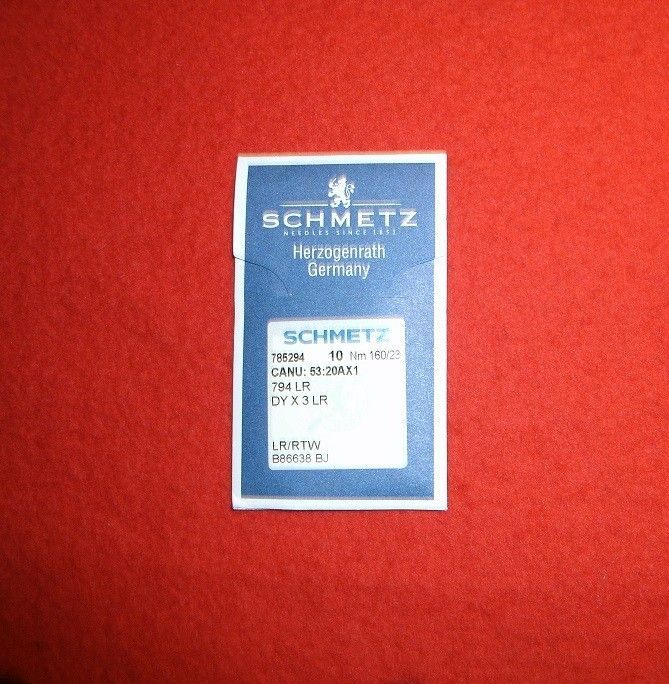 SCHMETZ
NEEDLES SINCE 1851
Herzogenrath
Germany
SCHMETZ
785294 10 Nm 160/23
CANU: 53:20AX1
794 LR
DY X 3 LR
LR/RTW
B86638 BJ